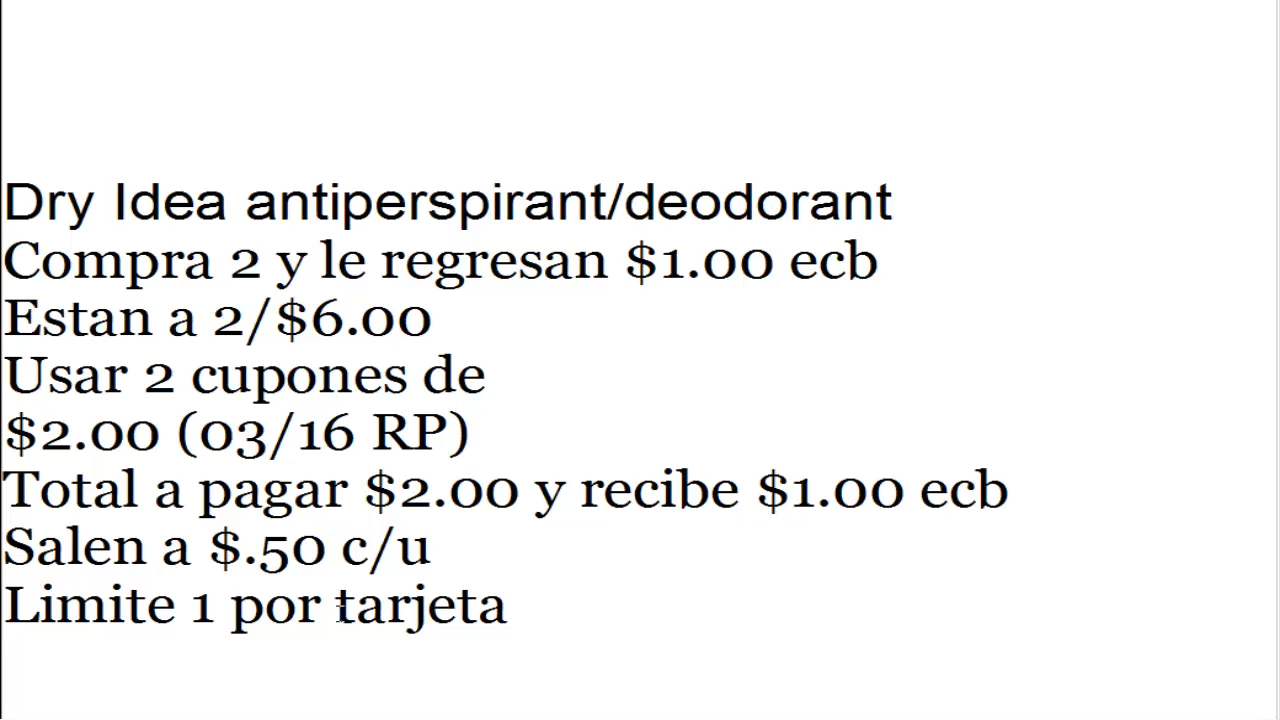 Dry Idea antiperspirant/deodorant
Compra 2 y le regresan $1.00 ecb
Estan a 2/$6.00
Usar 2 cupones de
$2.00 (03/16 RP)
Total a pagar $2.00 y recibe $1.00 ecb
Salen a $.50 c/u
Limite 1 por tarjeta